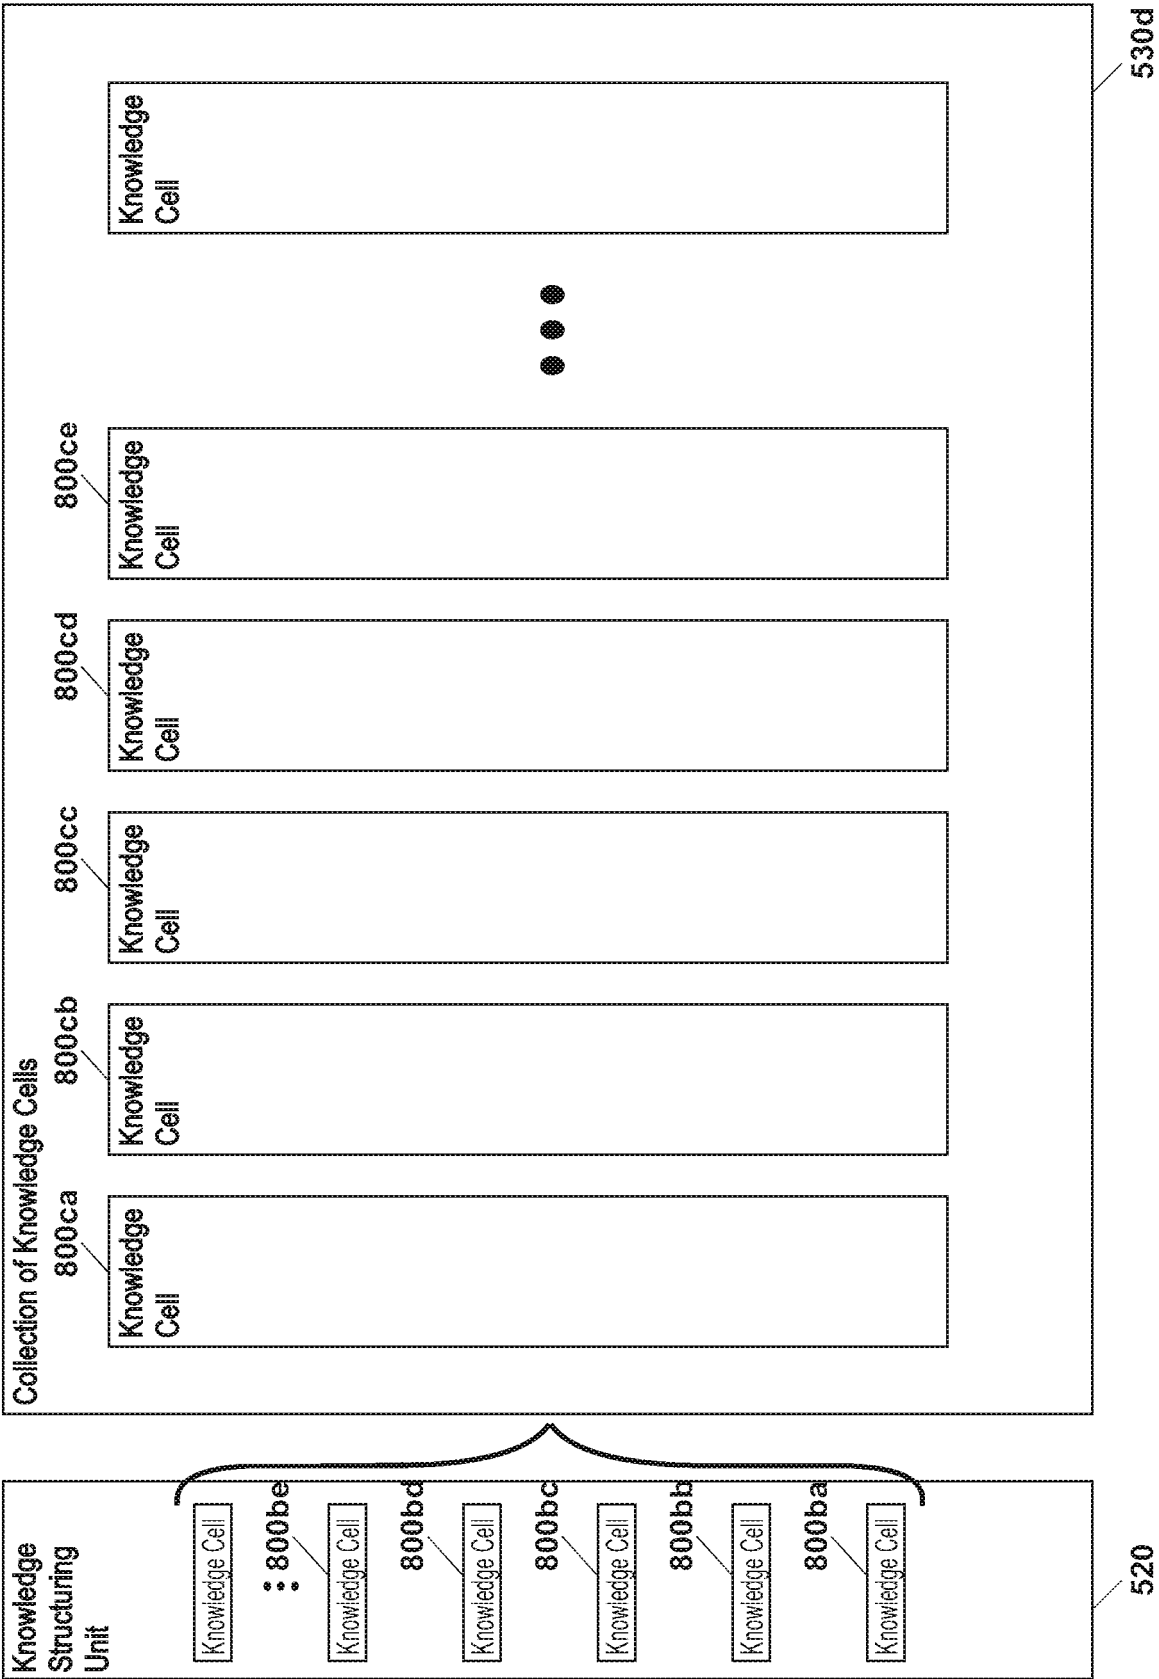 Knowledge
Structuring
Unit
Knowledge Cell
800be
Knowledge Cell
800bd
Knowledge Cell
800bc
Knowledge Cell
800bb
Knowledge Cell
800ba
Knowledge Cell
520
Collection of Knowledge Cells
800ca
Knowledge
Cell
800cb
Knowledge
Cell
800cc
Knowledge
Cell
800cd
Knowledge
Cell
800ce
Knowledge
Cell
Knowledge
Cell
530d